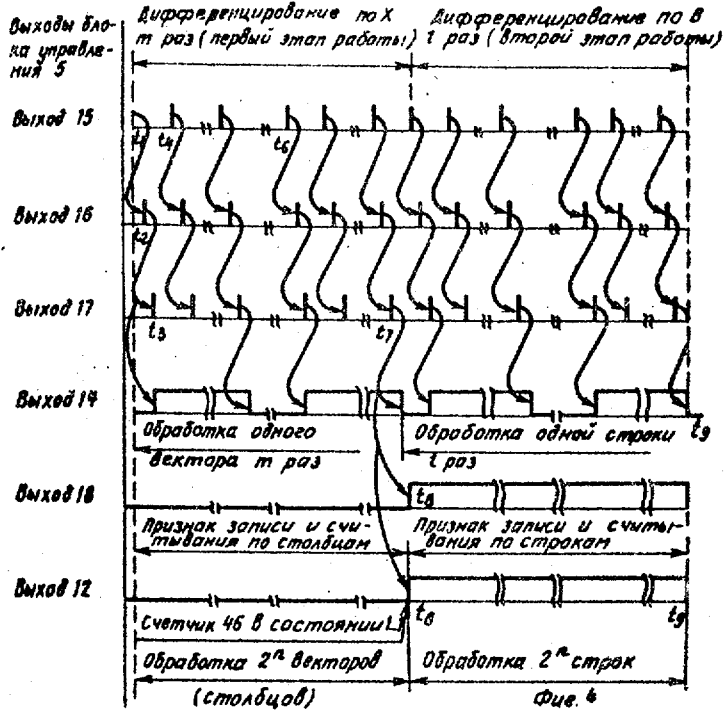 Выходы бло-
ка управле-
ния 5
Дифференцирование по X
m раз (первый этап работы)
Дифференцирование по B
l раз (второй этап работы)
Выход 15
t4
t6
Выход 16
t2
Выход 17
t3
t7
Выход 14
t9
Обработка одного
вектора m раз
Обработка одной строки
l раз
Выход 18
t8
Признак записи и счи-
тывания по столбцам
Признак записи и считы-
вания по строкам
Выход 12
t8
t9
Счетчик 46 в состоянии 1
Обработка 2ⁿ векторов
(столбцов)
Обработка 2ⁿ строк
Фиг. 4